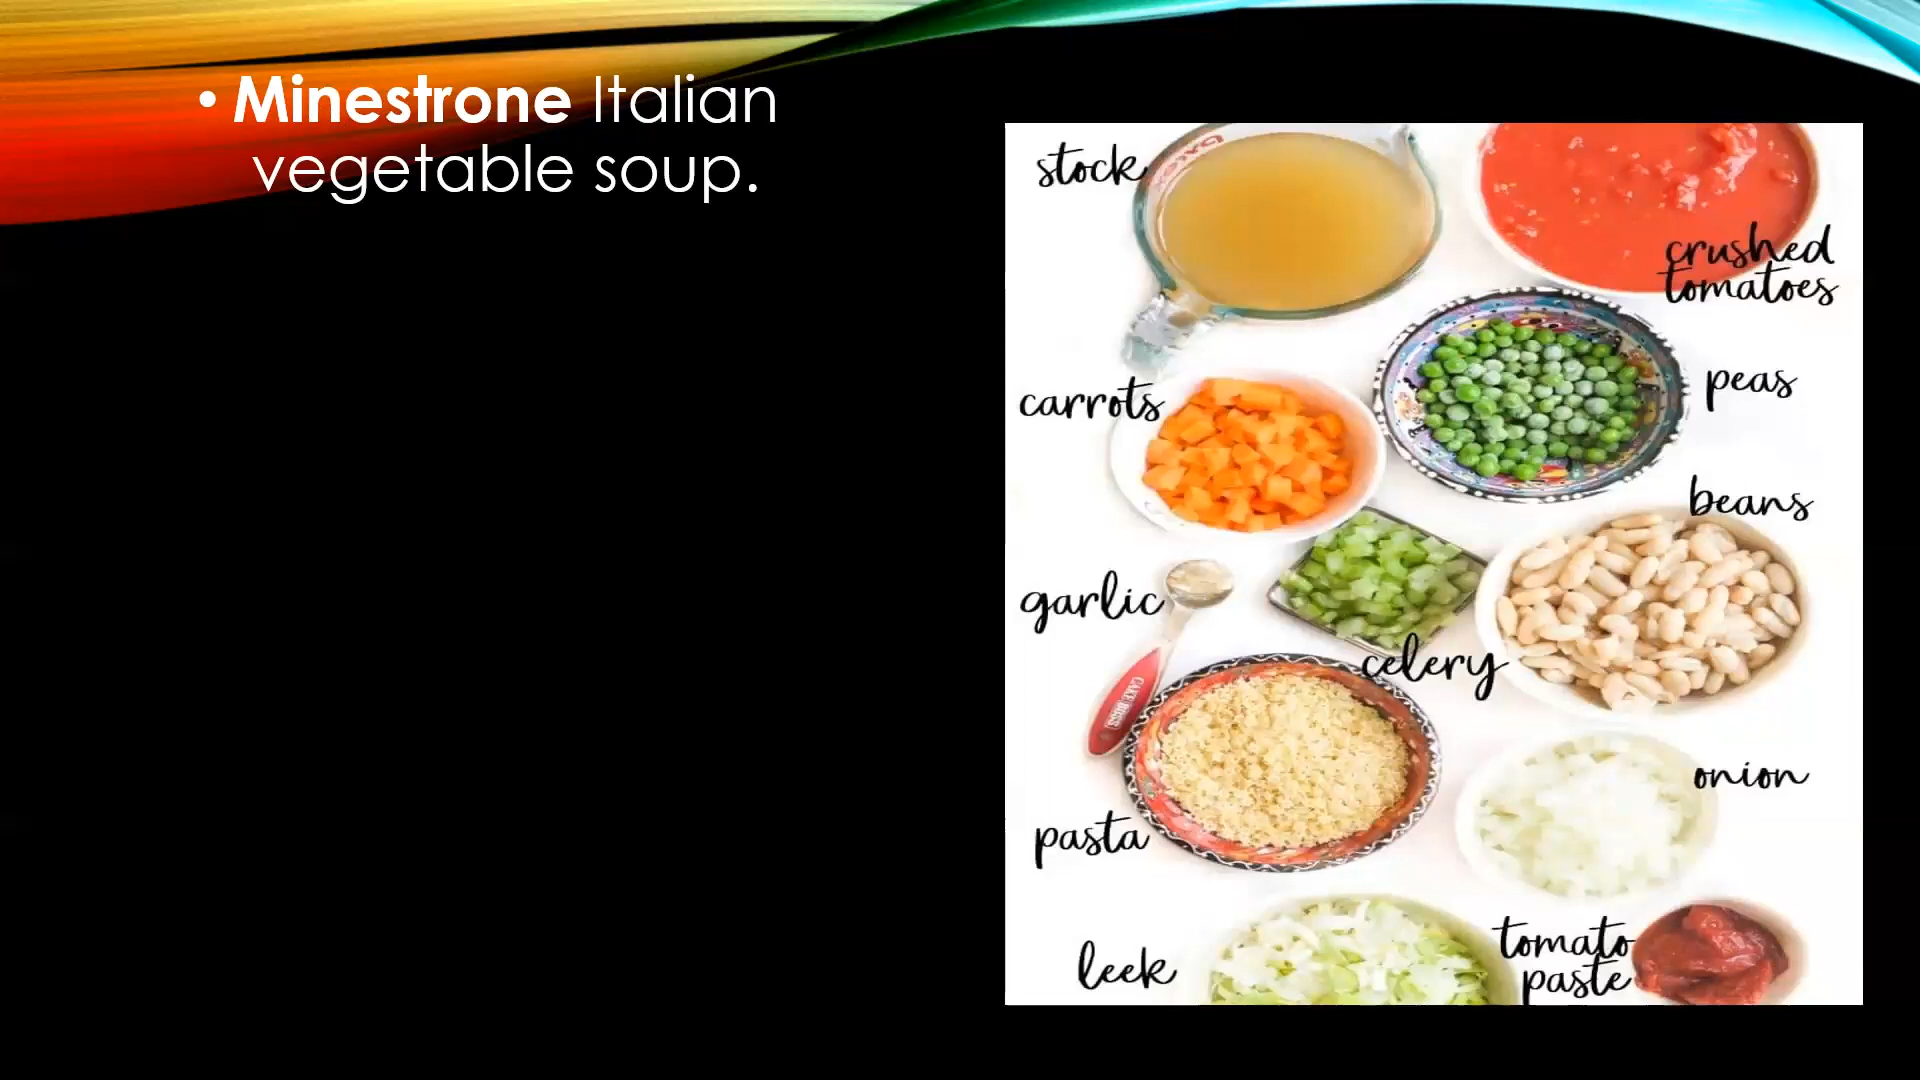 • Minestrone Italian
vegetable soup.
stock
crushed
tomatoes
peas
carrots
beans
garlic
celery
onion
pasta
leek
tomato
paste